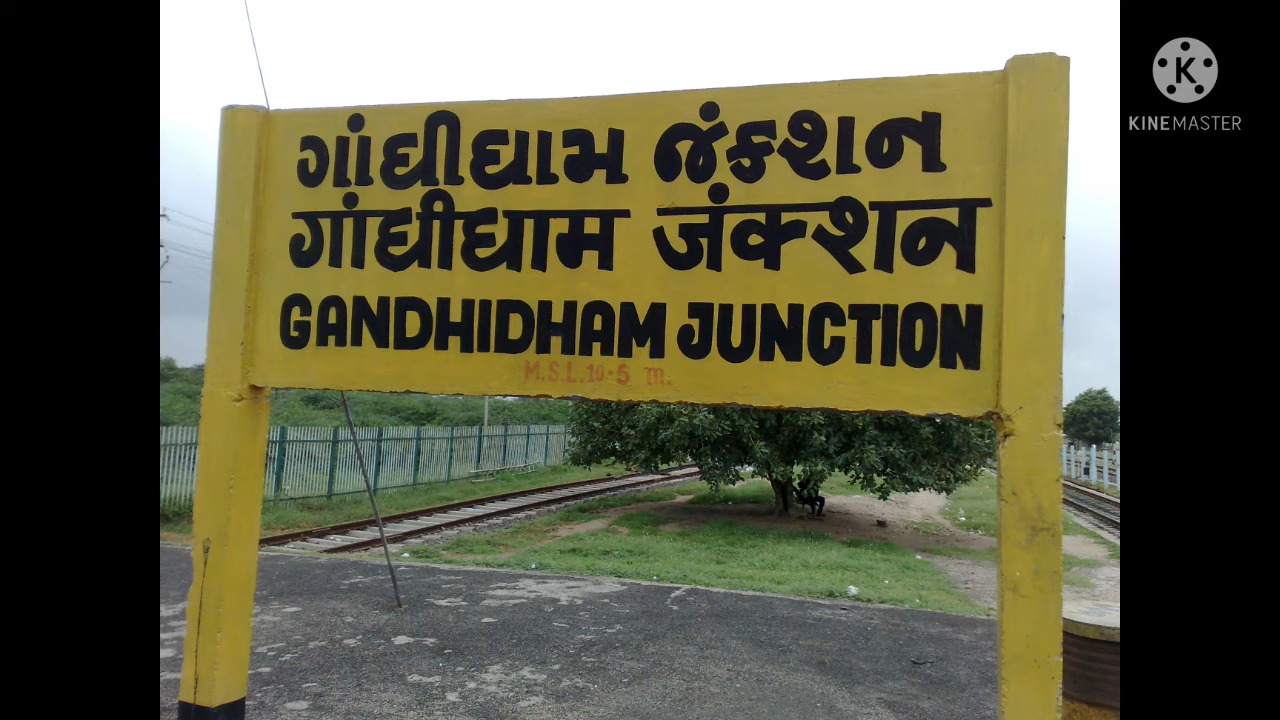 ગાંધીધામ જંકશન
गांधीधाम जंक्शन
GANDHIDHAM JUNCTION
M.S.L.10.5 m.
KINEMASTER